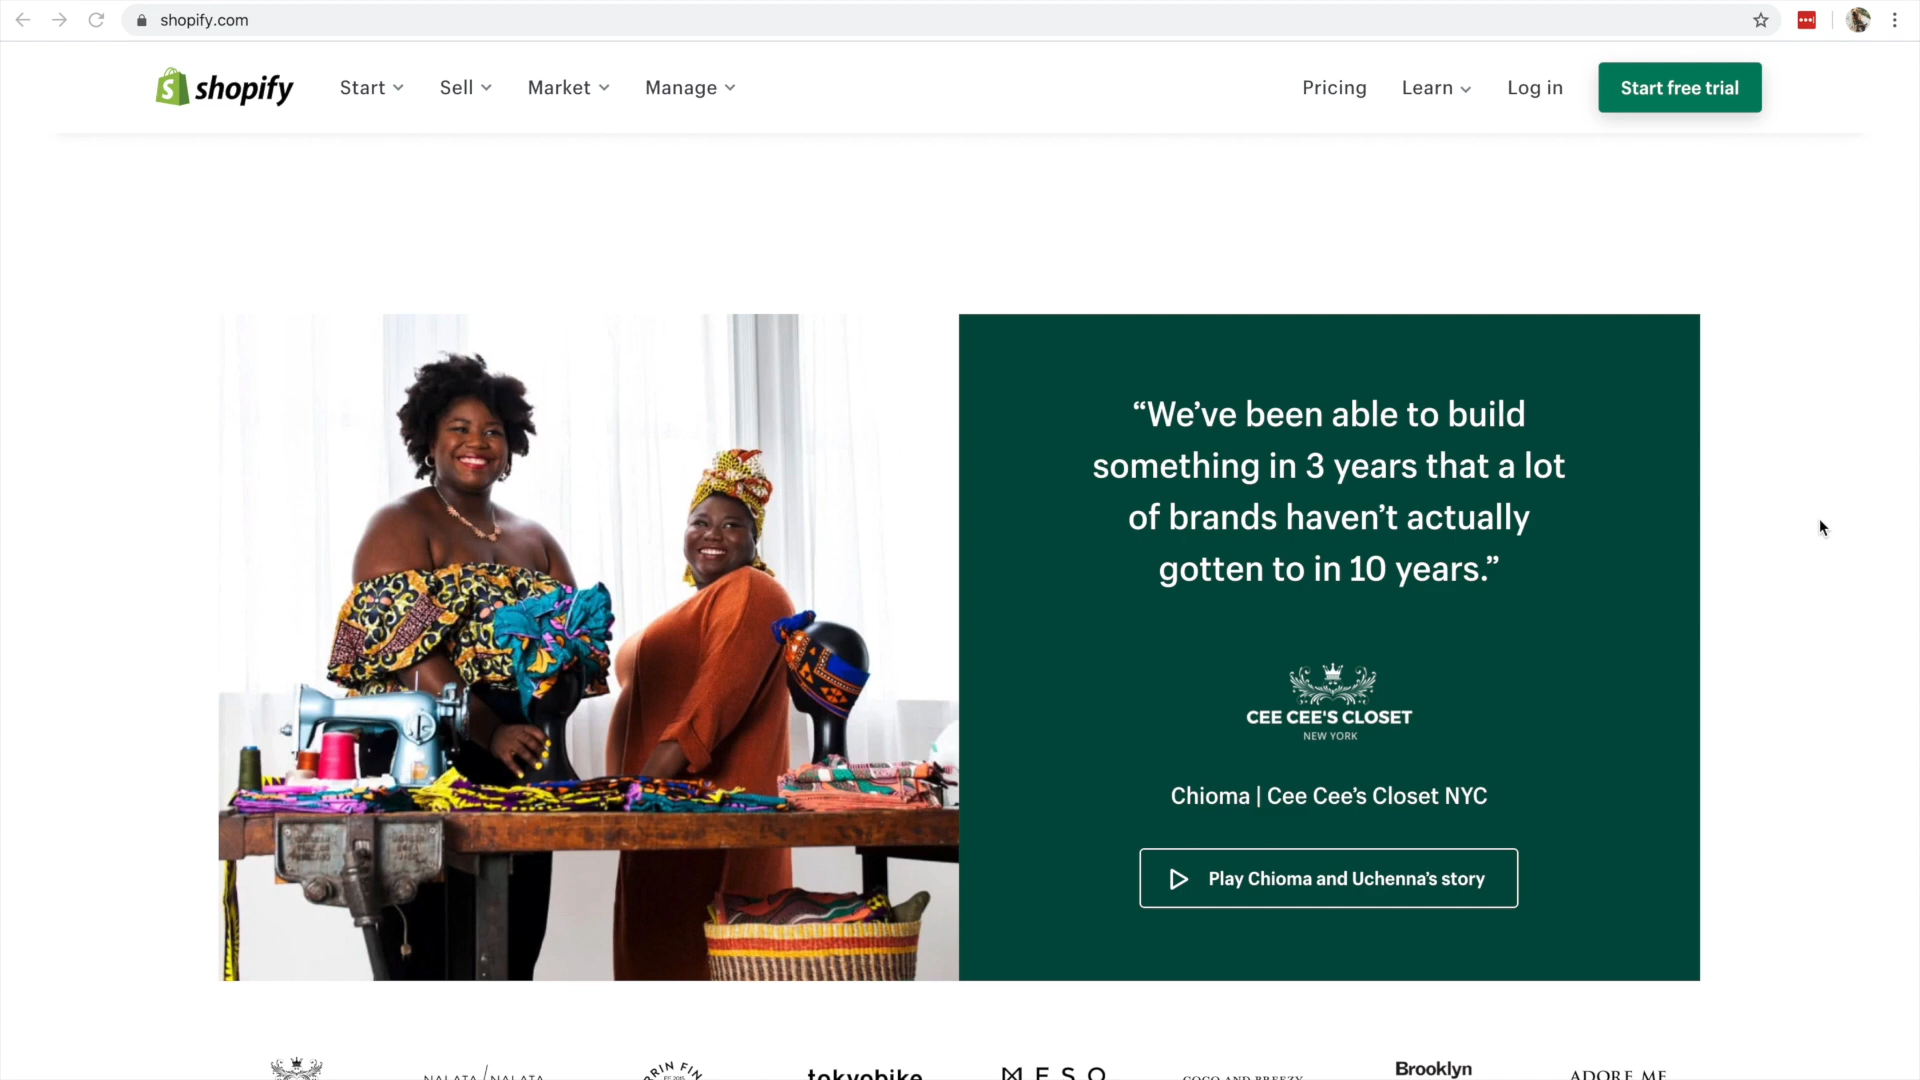 shopify.com
shopify
Start
Sell
Market
Manage
Pricing
Learn
Log in
Start free trial
“We’ve been able to build
something in 3 years that a lot
of brands haven’t actually
gotten to in 10 years.”
CEE CEE'S CLOSET
NEW YORK
Chioma | Cee Cee’s Closet NYC
Play Chioma and Uchenna’s story
NALATA / NALATA
tokyobike
MESO
COCO AND BREEZY
Brooklyn
ADORE ME